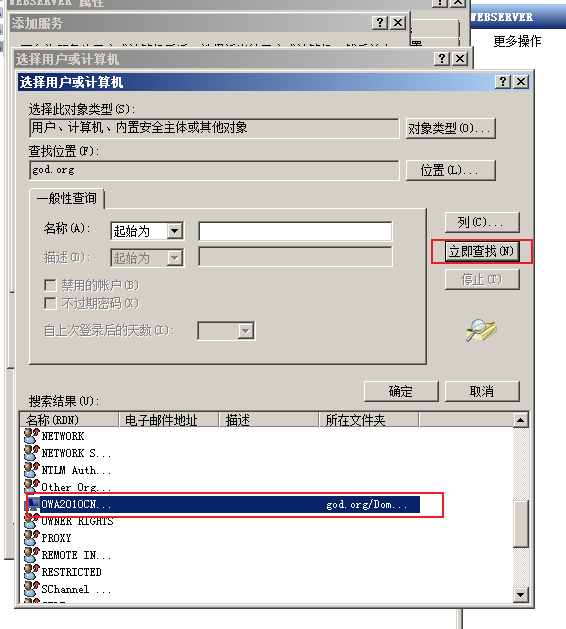 WEBSERVER 属性
WEBSERVER
添加服务
更多操作
选择用户或计算机
选择用户或计算机
选择此对象类型(S):
用户、计算机、内置安全主体或其他对象
对象类型(O)...
查找位置(F):
god.org
位置(L)...
一般性查询
名称(A):
起始为
列(C)...
描述(D):
起始为
立即查找(N)
禁用的帐户(B)
停止(T)
不过期密码(X)
自上次登录后的天数(I):
确定
取消
搜索结果(U):
名称(RDN) 电子邮件地址 描述 所在文件夹
NETWORK
NETWORK S...
NTLM Auth...
Other Org...
OWA2010CN... god.org/Dom...
OWNER RIGHTS
PROXY
REMOTE IN...
RESTRICTED
SChannel ...